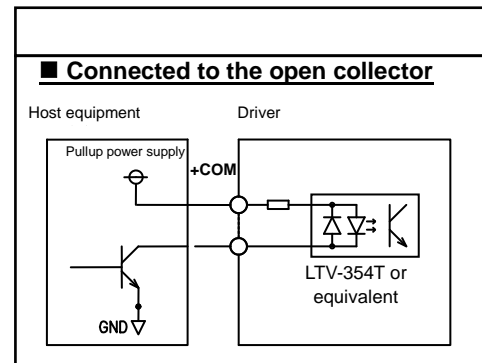 ■ Connected to the open collector
Host equipment
Driver
Pullup power supply
+COM
LTV-354T or
equivalent
GND